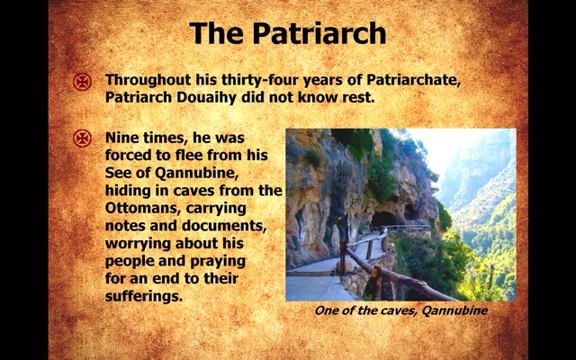 The Patriarch
Throughout his thirty-four years of Patriarchate,
Patriarch Douaihy did not know rest.
Nine times, he was
forced to flee from his
See of Qannubine,
hiding in caves from the
Ottomans, carrying
notes and documents,
worrying about his
people and praying
for an end to their
sufferings.
One of the caves, Qannubine